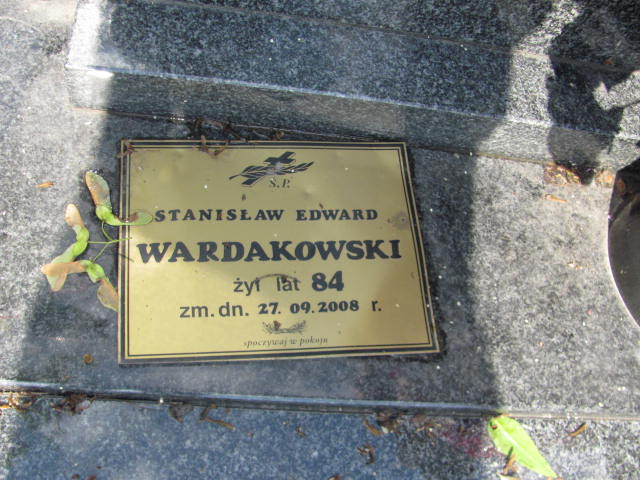 Ś.P.
STANISŁAW EDWARD
WARDAKOWSKI
żył lat 84
zm. dn. 27. 09. 2008 r.
spoczywaj w pokoju